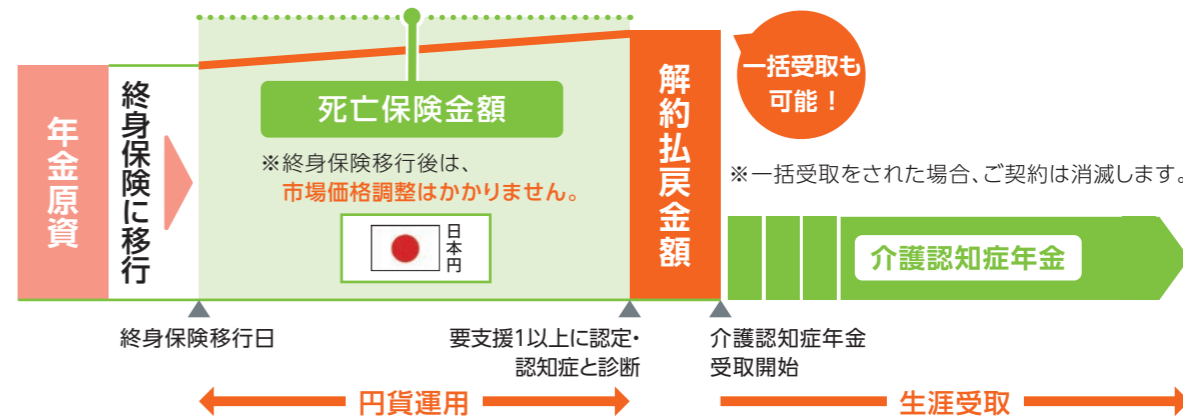 年金原資
終身保険に移行
死亡保険金額
※終身保険移行後は、
市場価格調整はかかりません。
日本円
解約払戻金額
一括受取も
可能！
※一括受取をされた場合、ご契約は消滅します。
介護認知症年金
終身保険移行日
要支援1以上に認定・
認知症と診断
介護認知症年金
受取開始
円貨運用
生涯受取